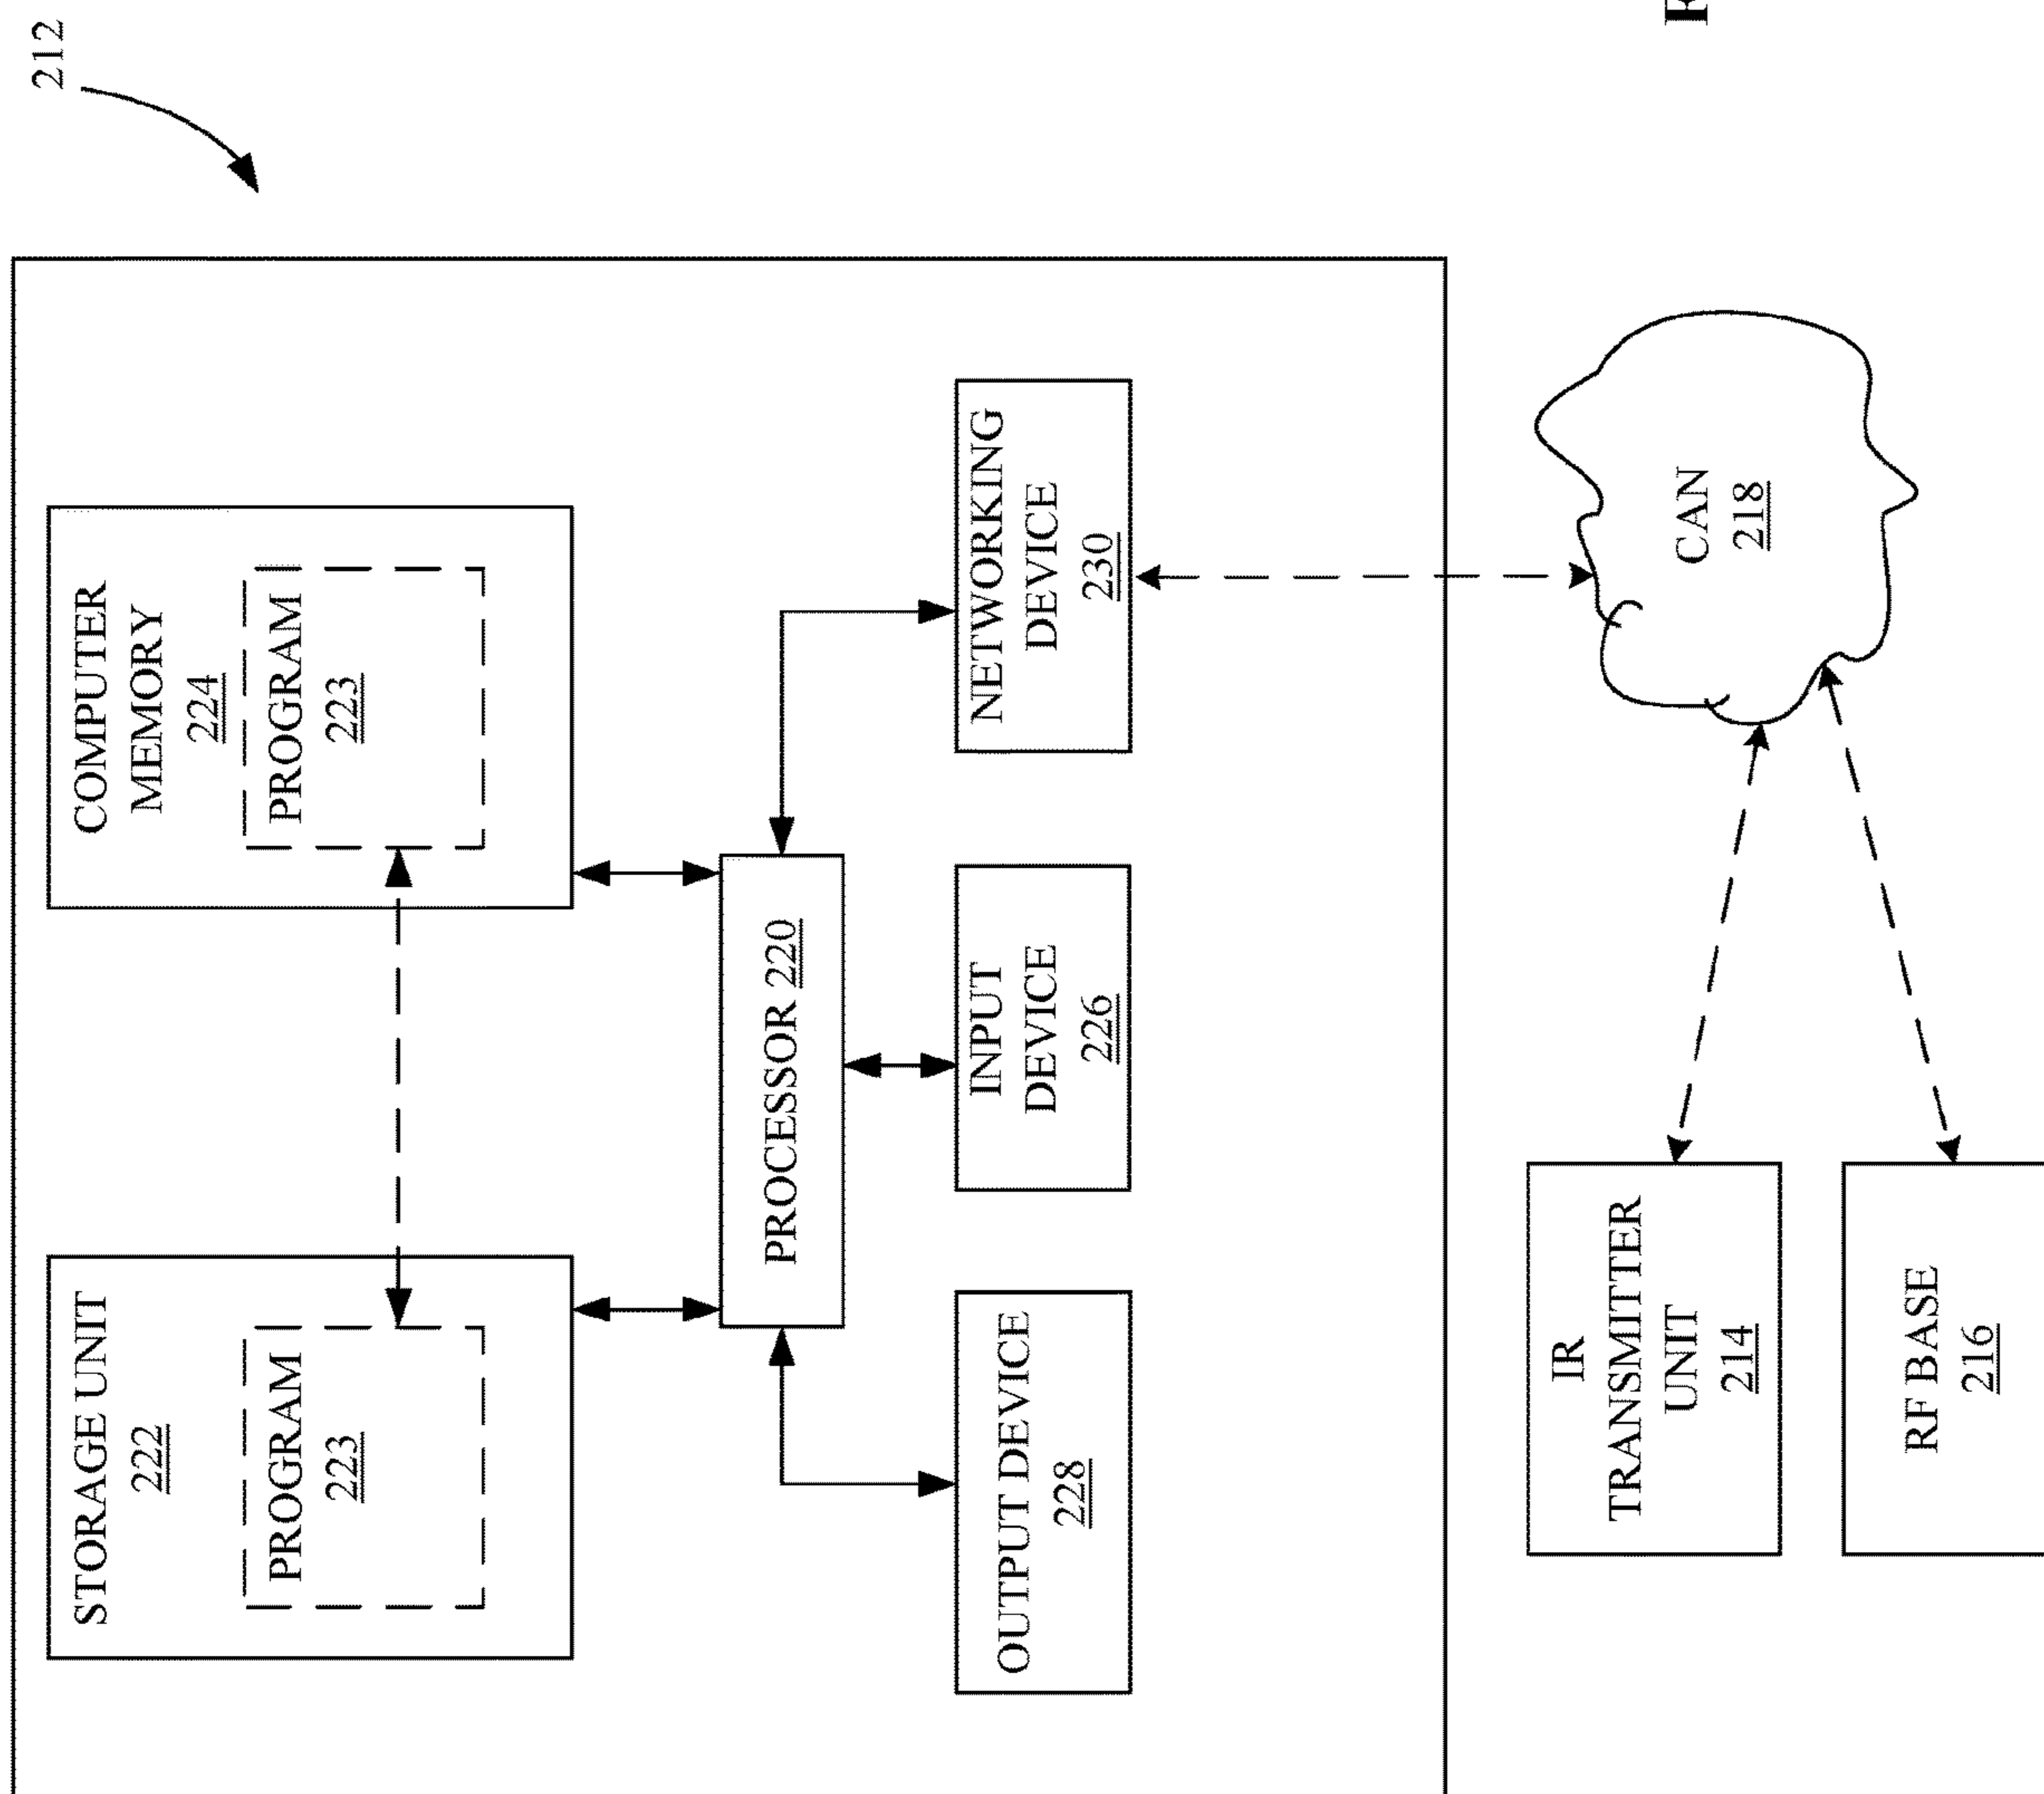 212
STORAGE UNIT
222
PROGRAM
223
COMPUTER
MEMORY
224
PROGRAM
223
PROCESSOR 220
OUTPUT DEVICE
228
INPUT
DEVICE
226
NETWORKING
DEVICE
230
IR
TRANSMITTER
UNIT
214
RF BASE
216
CAN
218